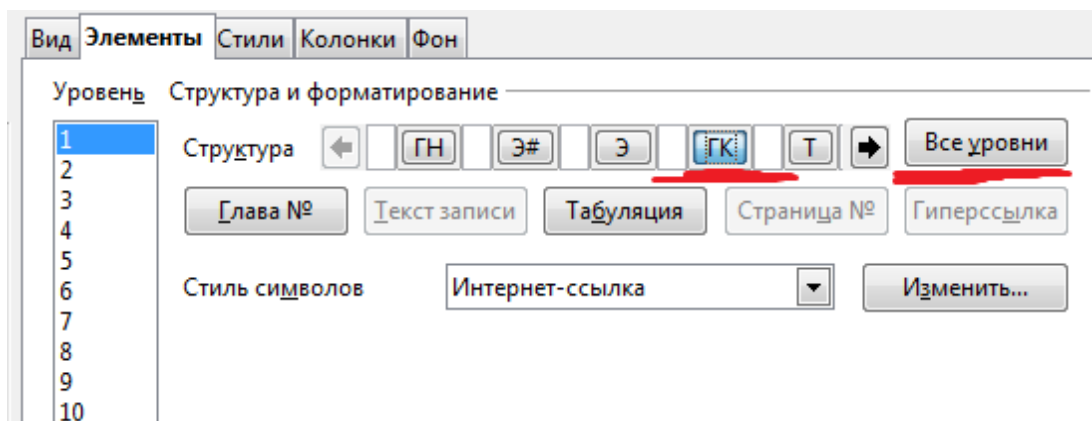 Вид Элементы Стили Колонки Фон
Уровень Структура и форматирование
1 Структура ГН Э# Э ГК Т Все уровни
2
3 Глава № Текст записи Табуляция Страница № Гиперссылка
4
5
6 Стиль символов Интернет-ссылка Изменить...
7
8
9
10